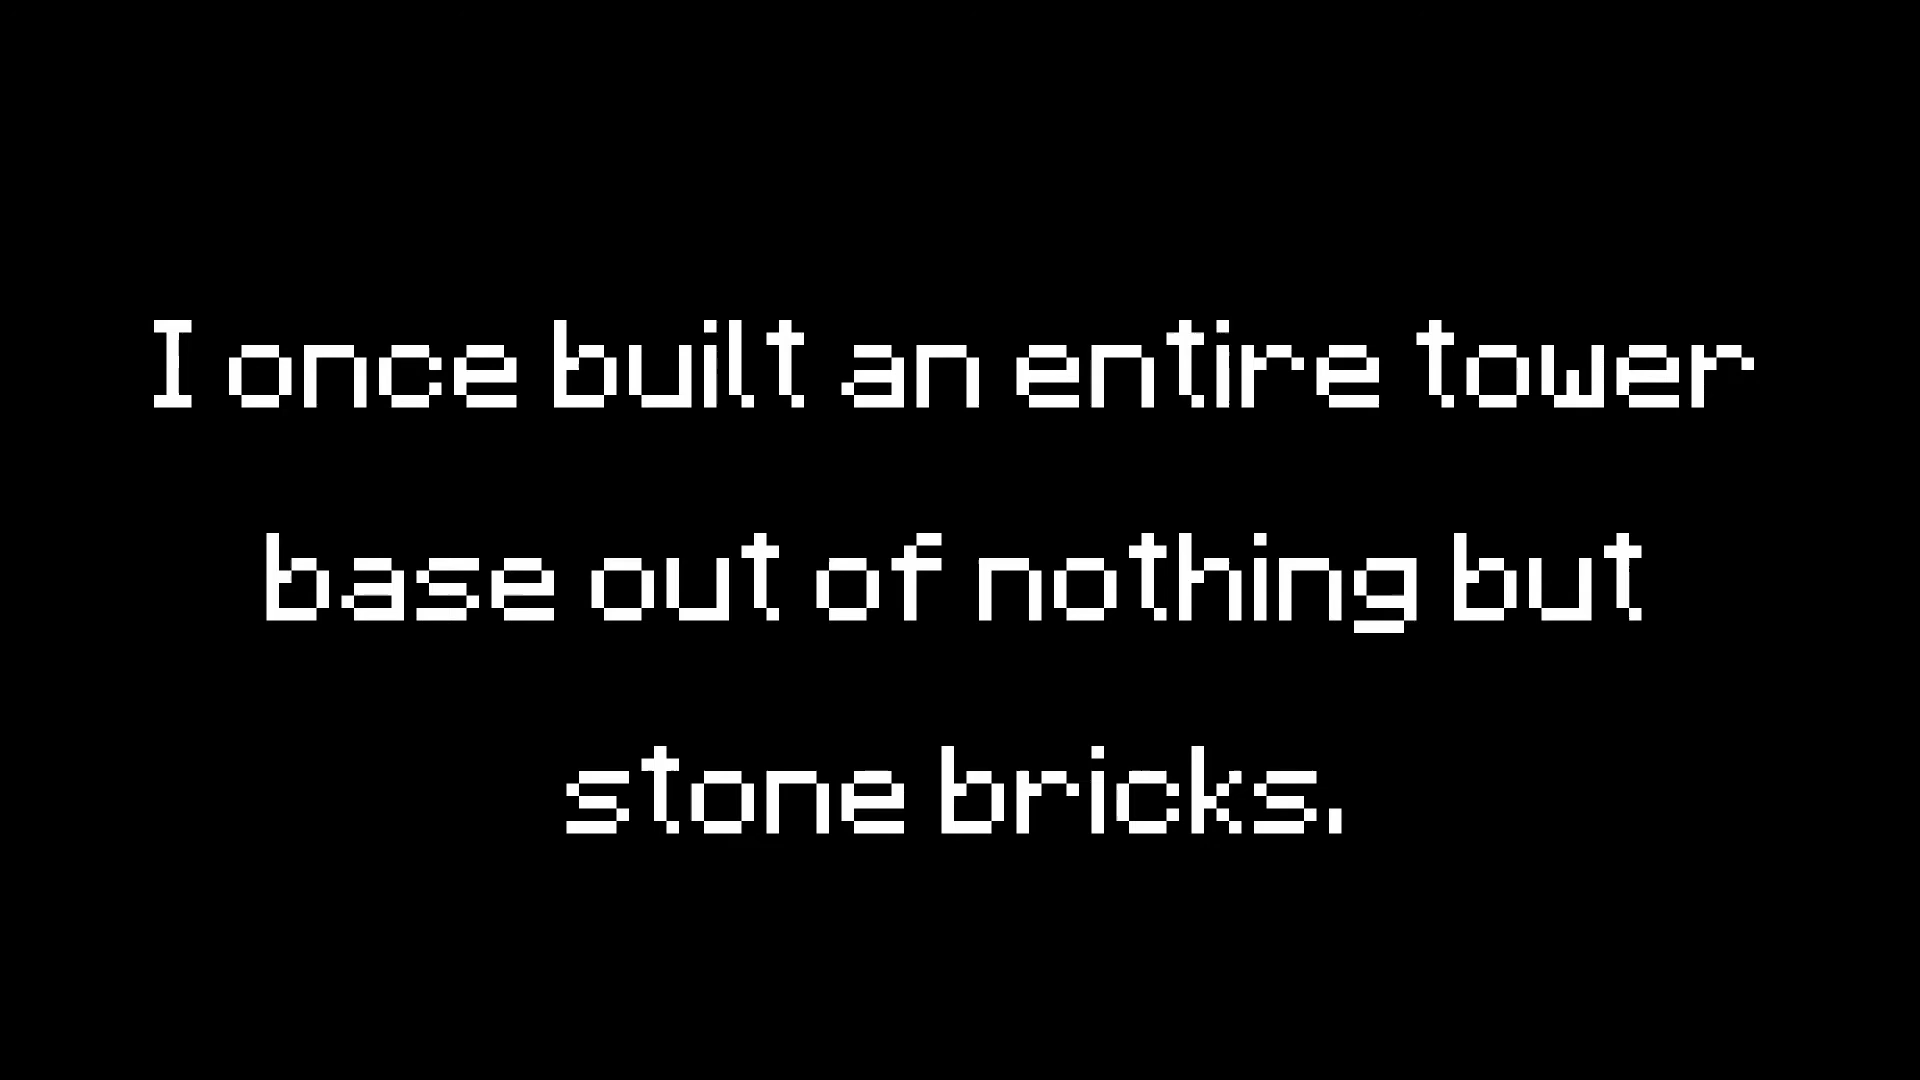 I once built an entire tower
base out of nothing but
stone bricks.